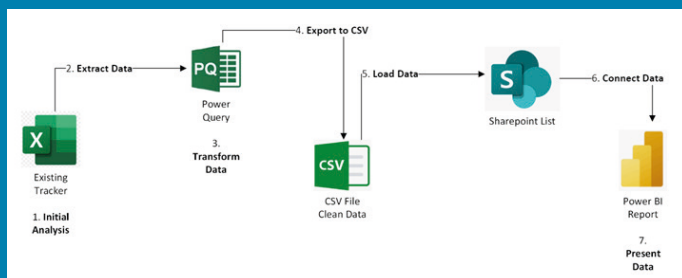 4. Export to CSV
2. Extract Data
PQ
5. Load Data
S
6. Connect Data
Power
Query
Sharepoint List
X
3.
Transform
Data
CSV
Existing
Tracker
CSV File
Clean Data
Power BI
Report
1. Initial
Analysis
7.
Present
Data